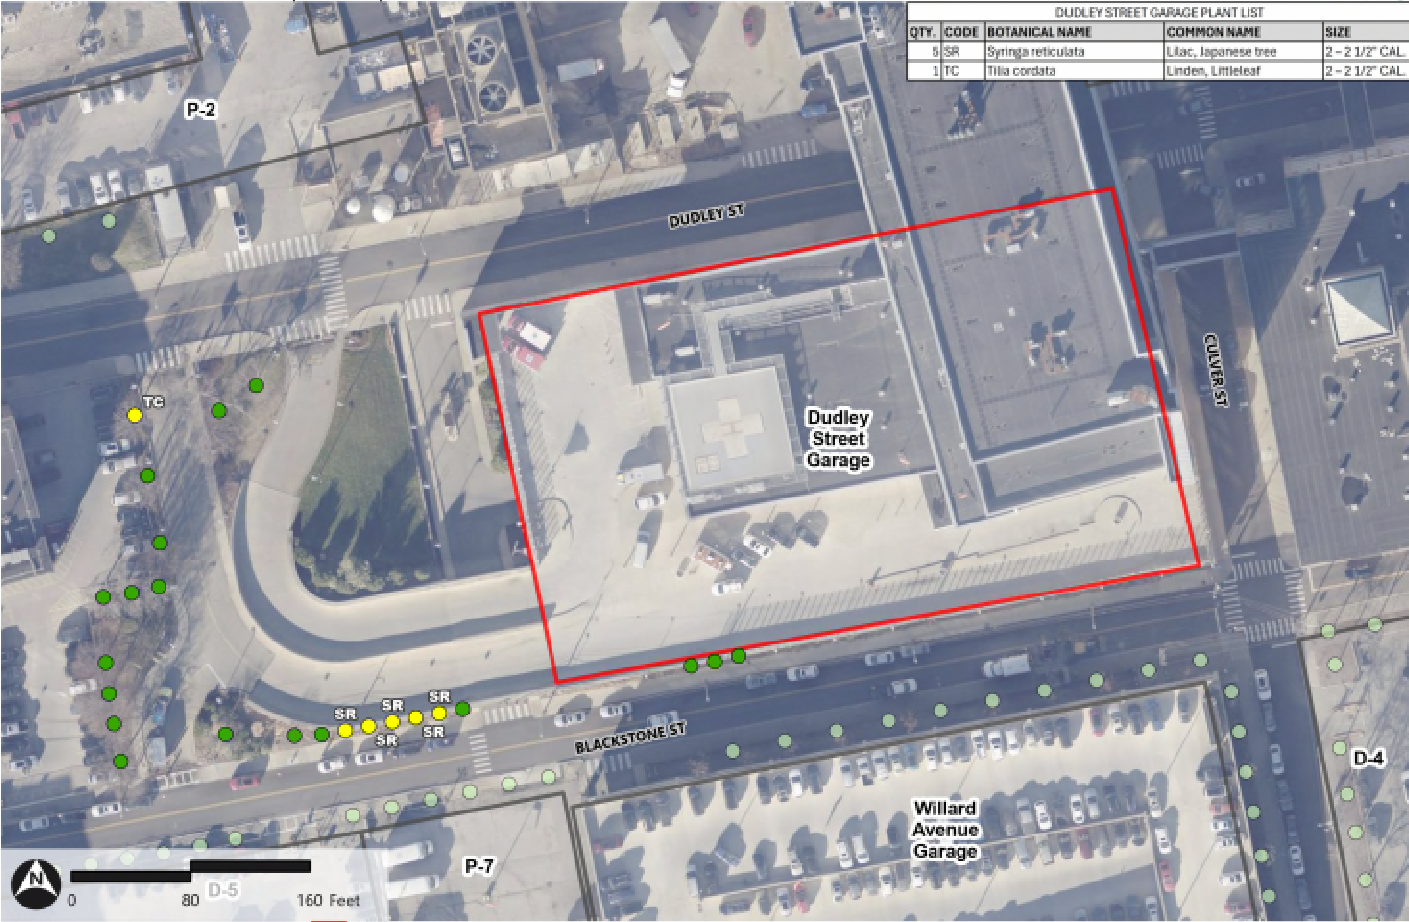 DUDLEY STREET GARAGE PLANT LIST
QTY. CODE BOTANICAL NAME COMMON NAME SIZE
5 SR Syringa reticulata Lilac, Japanese tree 2 – 2 1/2" CAL.
1 TC Tilia cordata Linden, Littleleaf 2 – 2 1/2" CAL.
P-2
DUDLEY ST
CULVER ST
TC
Dudley
Street
Garage
SR
SR
SR
SR
SR
BLACKSTONE ST
D-4
Willard
Avenue
Garage
P-7
D-5
N
0 80 160 Feet